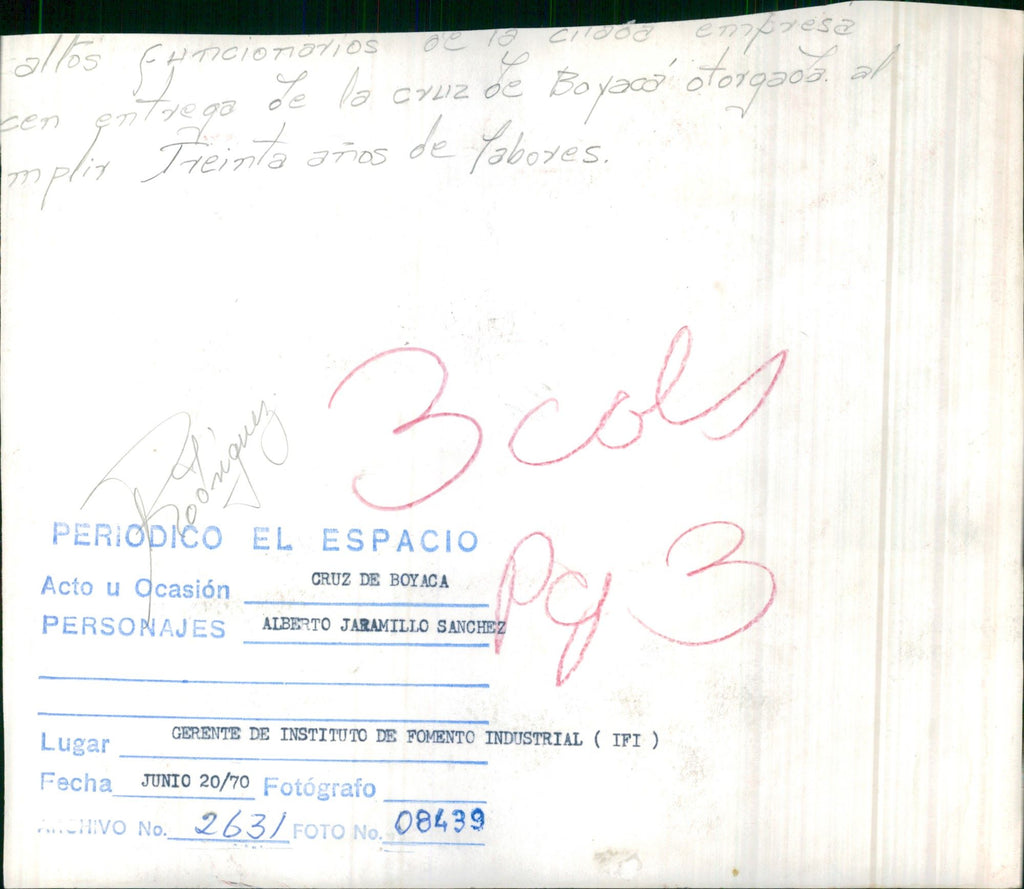 altos funcionarios de la citada empresa
cen entrega de la cruz de Boyacá otorgada al
mplir Treinta años de labores.
3 cols
Rodríguez
PERIODICO EL ESPACIO
Acto u Ocasión CRUZ DE BOYACA
pg 3
PERSONAJES ALBERTO JARAMILLO SANCHEZ
Lugar GERENTE DE INSTITUTO DE FOMENTO INDUSTRIAL ( IFI )
Fecha JUNIO 20/70 Fotógrafo
ARCHIVO No. 2631 FOTO No. 08439